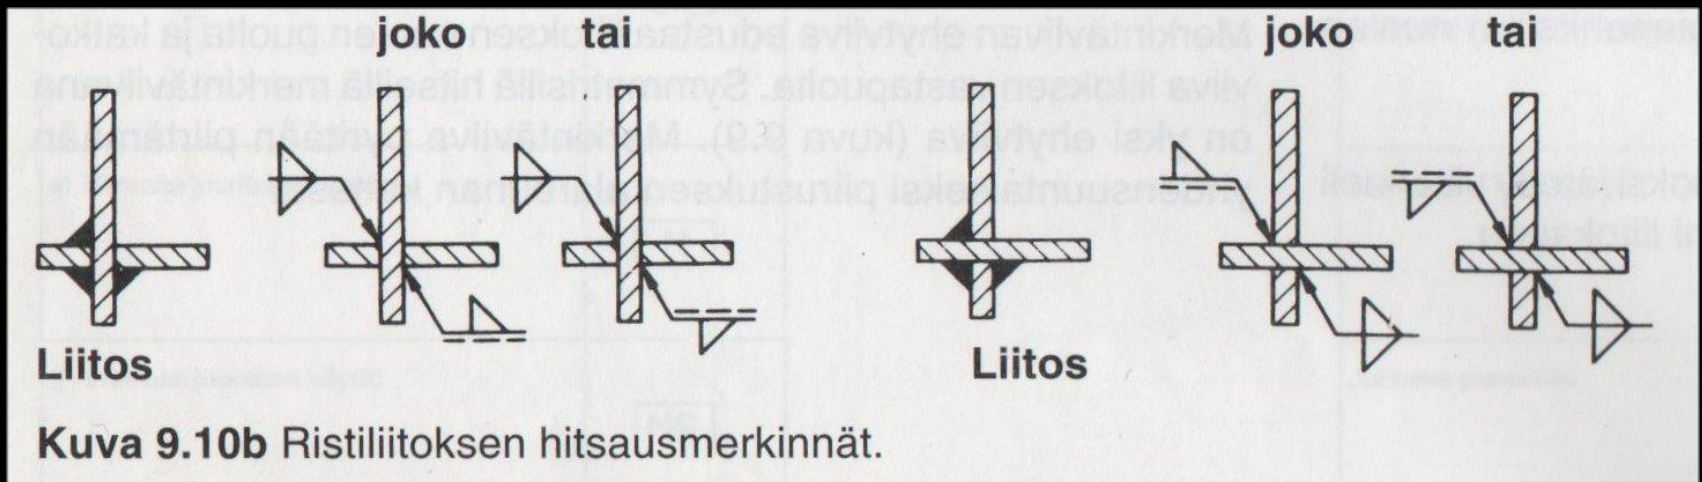 joko tai joko tai
Liitos Liitos
Kuva 9.10b Ristiliitoksen hitsausmerkinnät.